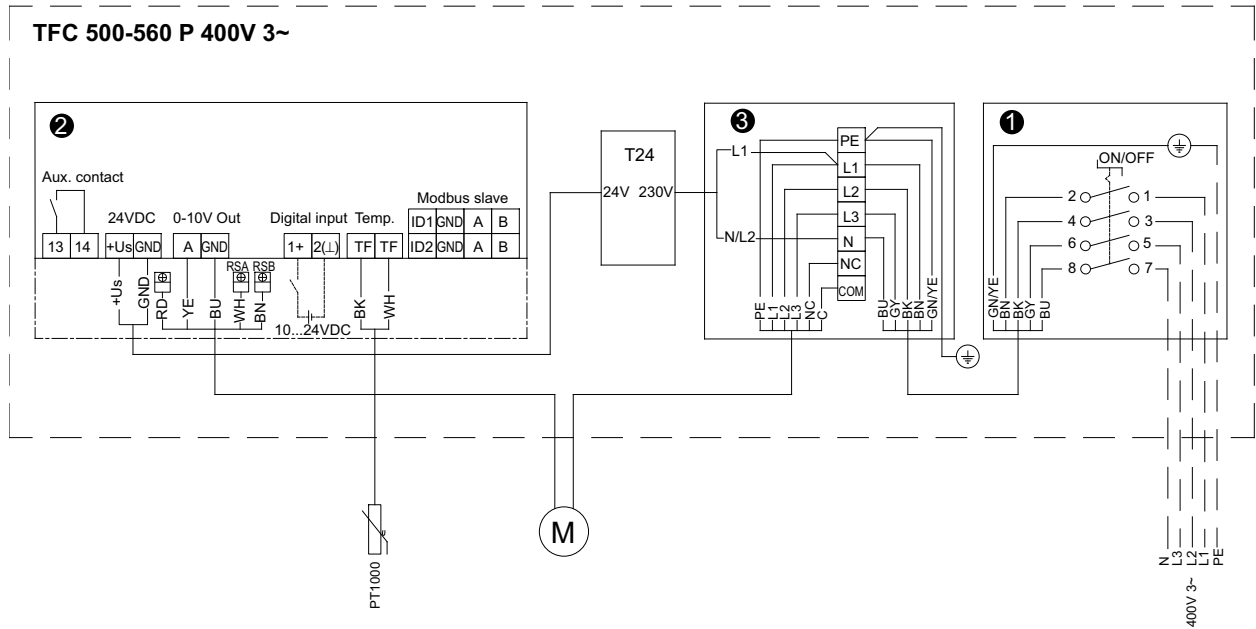 TFC 500-560 P 400V 3~
2
Aux. contact
13 14
24VDC
+Us GND
0-10V Out
A GND
Digital input
1+ 2(⊥)
Temp.
TF TF
Modbus slave
ID1 GND A B
ID2 GND A B
+Us
GND
RD
YE
BU
RSA
WH
RSB
BN
10...24VDC
BK
WH
T24
24V 230V
3
L1
N/L2
PE
L1
L2
L3
N
NC
COM
PE
L1
L2
L3
NC
C
BU
GY
BK
BN
GN/YE
1
ON/OFF
2 1
4 3
6 5
8 7
GN/YE
BN
BK
GY
BU
PT1000
M
N
L3
L2
L1
PE
400V 3~